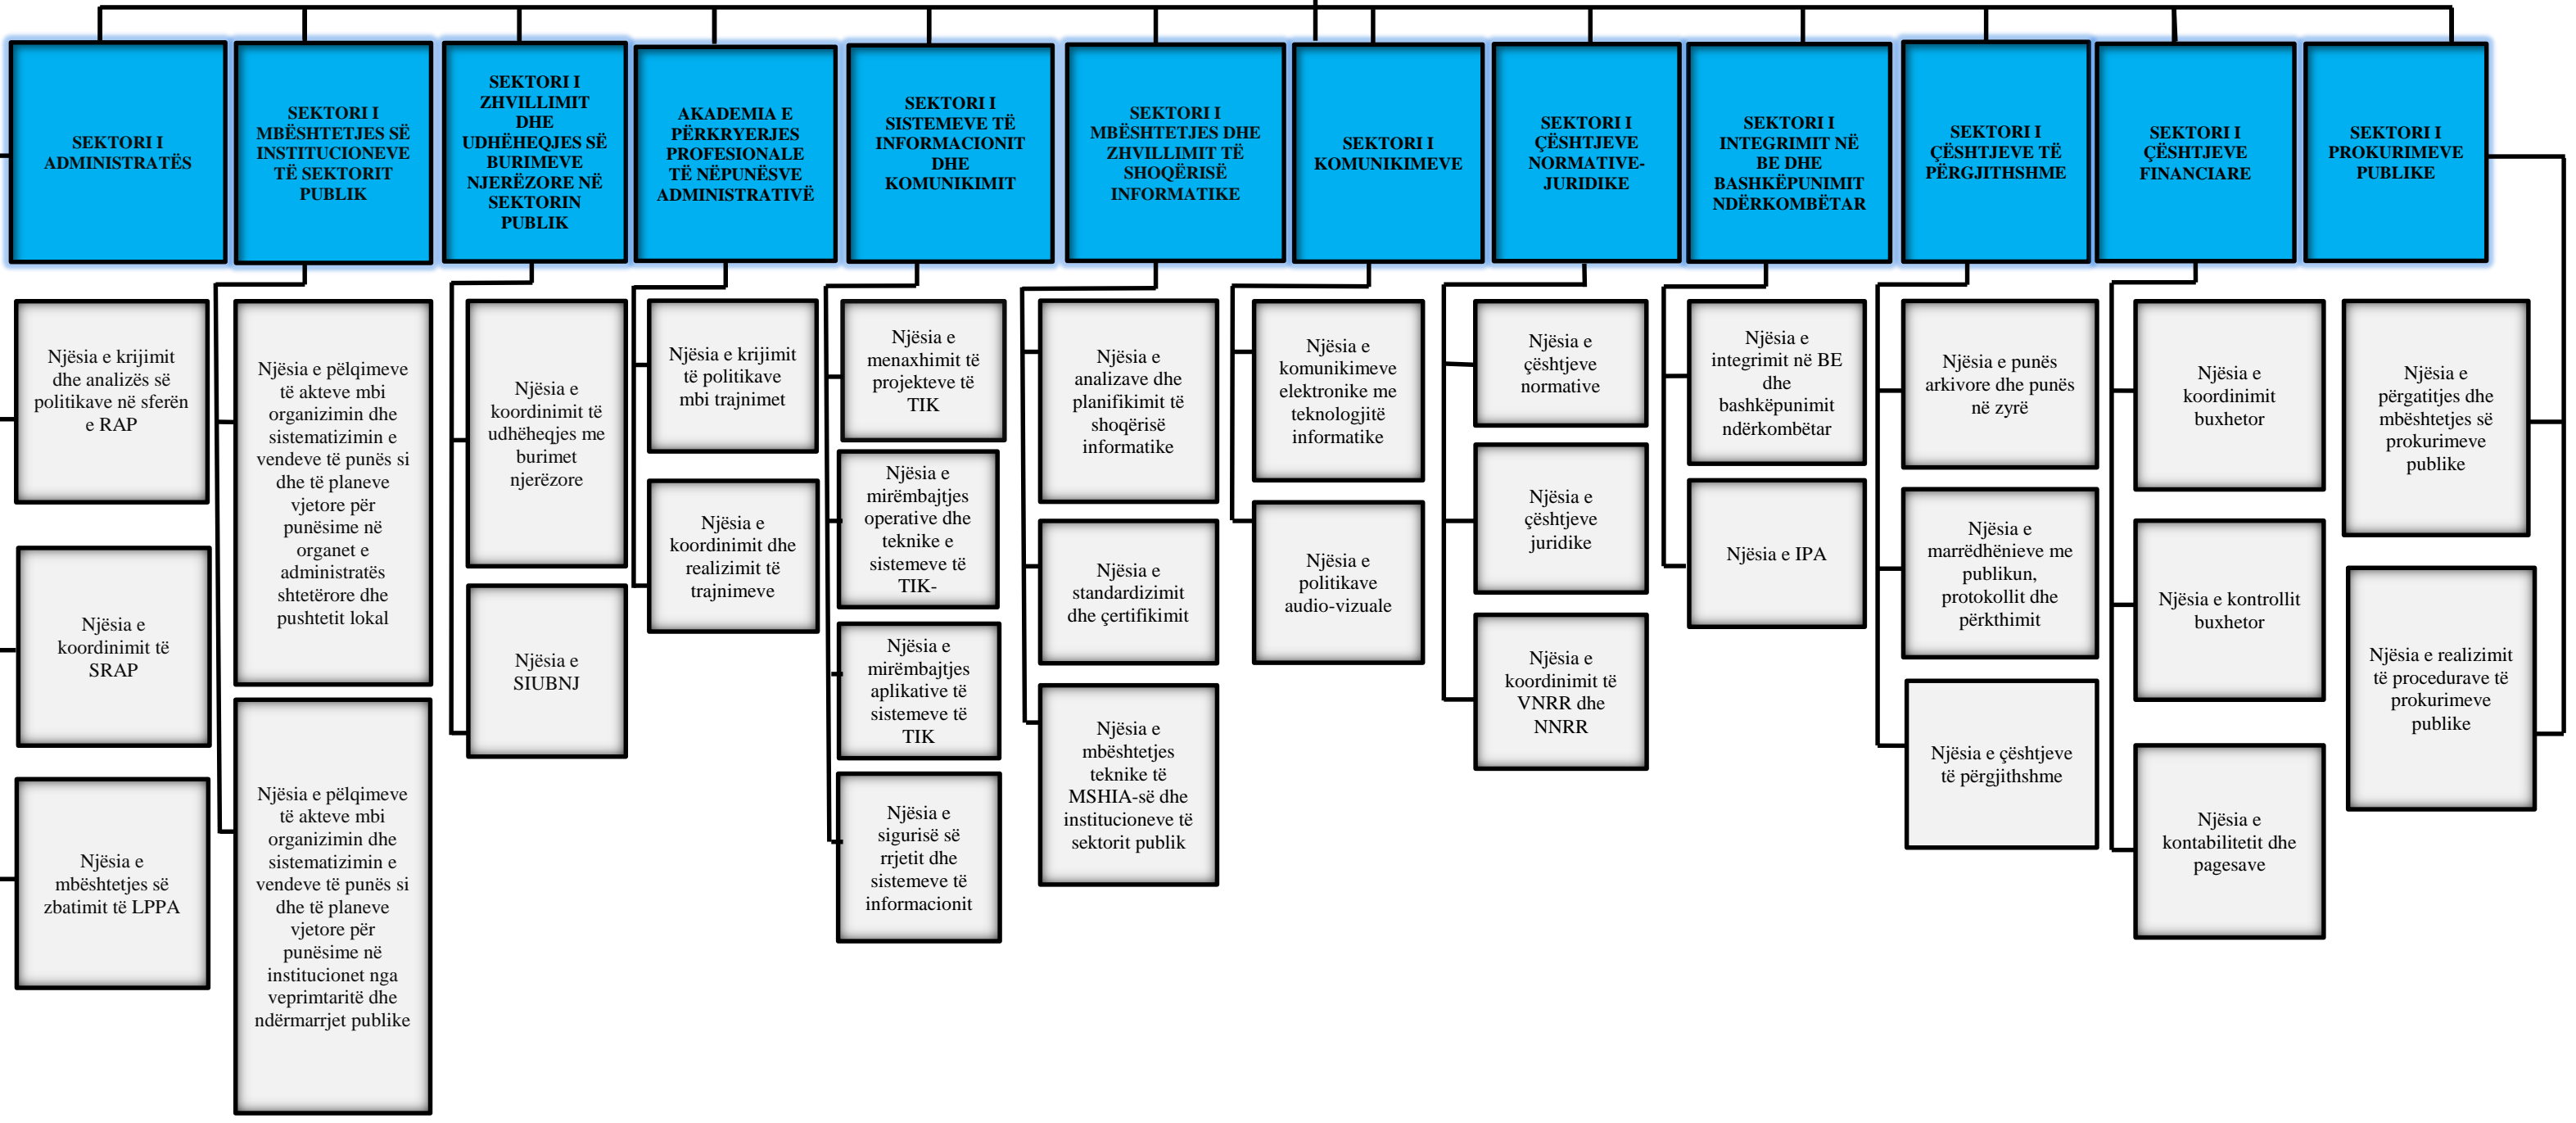 SEKTORI I
ADMINISTRATËS
SEKTORI I
MBËSHTETJES SË
INSTITUCIONEVE
TË SEKTORIT
PUBLIK
SEKTORI I
ZHVILLIMIT
DHE
UDHËHEQJES SË
BURIMEVE
NJERËZORE NË
SEKTORIN
PUBLIK
AKADEMIA E
PËRKRYERJES
PROFESIONALE
TË NËPUNËSVE
ADMINISTRATIVË
SEKTORI I
SISTEMEVE TË
INFORMACIONIT
DHE
KOMUNIKIMIT
SEKTORI I
MBËSHTETJES DHE
ZHVILLIMIT TË
SHOQËRISË
INFORMATIKE
SEKTORI I
KOMUNIKIMEVE
SEKTORI I
ÇËSHTJEVE
NORMATIVE-
JURIDIKE
SEKTORI I
INTEGRIMIT NË
BE DHE
BASHKËPUNIMIT
NDËRKOMBËTAR
SEKTORI I
ÇËSHTJEVE TË
PËRGJITHSHME
SEKTORI I
ÇËSHTJEVE
FINANCIARE
SEKTORI I
PROKURIMEVE
PUBLIKE
Njësia e krijimit
dhe analizës së
politikave në sferën
e RAP
Njësia e
koordinimit të
SRAP
Njësia e
mbështetjes së
zbatimit të LPPA
Njësia e pëlqimeve
të akteve mbi
organizimin dhe
sistematizimin e
vendeve të punës si
dhe të planeve
vjetore për
punësime në
organet e
administratës
shtetërore dhe
pushtetit lokal
Njësia e pëlqimeve
të akteve mbi
organizimin dhe
sistematizimin e
vendeve të punës si
dhe të planeve
vjetore për
punësime në
institucionet nga
veprimtaritë dhe
ndërmarrjet publike
Njësia e
koordinimit të
udhëheqjes me
burimet
njerëzore
Njësia e
SIUBNJ
Njësia e krijimit
të politikave
mbi trajnimet
Njësia e
koordinimit dhe
realizimit të
trajnimeve
Njësia e
menaxhimit të
projekteve të
TIK
Njësia e
mirëmbajtjes
operative dhe
teknike e
sistemeve të
TIK-
Njësia e
mirëmbajtjes
aplikative të
sistemeve të
TIK
Njësia e
sigurisë së
rrjetit dhe
sistemeve të
informacionit
Njësia e
analizave dhe
planifikimit të
shoqërisë
informatike
Njësia e
standardizimit
dhe çertifikimit
Njësia e
mbështetjes
teknike të
MSHIA-së dhe
institucioneve të
sektorit publik
Njësia e
komunikimeve
elektronike me
teknologjitë
informatike
Njësia e
politikave
audio-vizuale
Njësia e
çështjeve
normative
Njësia e
çështjeve
juridike
Njësia e
koordinimit të
VNRR dhe
NNRR
Njësia e
integrimit në BE
dhe
bashkëpunimit
ndërkombëtar
Njësia e IPA
Njësia e punës
arkivore dhe punës
në zyrë
Njësia e
marrëdhënieve me
publikun,
protokollit dhe
përkthimit
Njësia e çështjeve
të përgjithshme
Njësia e
koordinimit
buxhetor
Njësia e kontrollit
buxhetor
Njësia e
kontabilitetit dhe
pagesave
Njësia e
përgatitjes dhe
mbështetjes së
prokurimeve
publike
Njësia e realizimit
të procedurave të
prokurimeve
publike